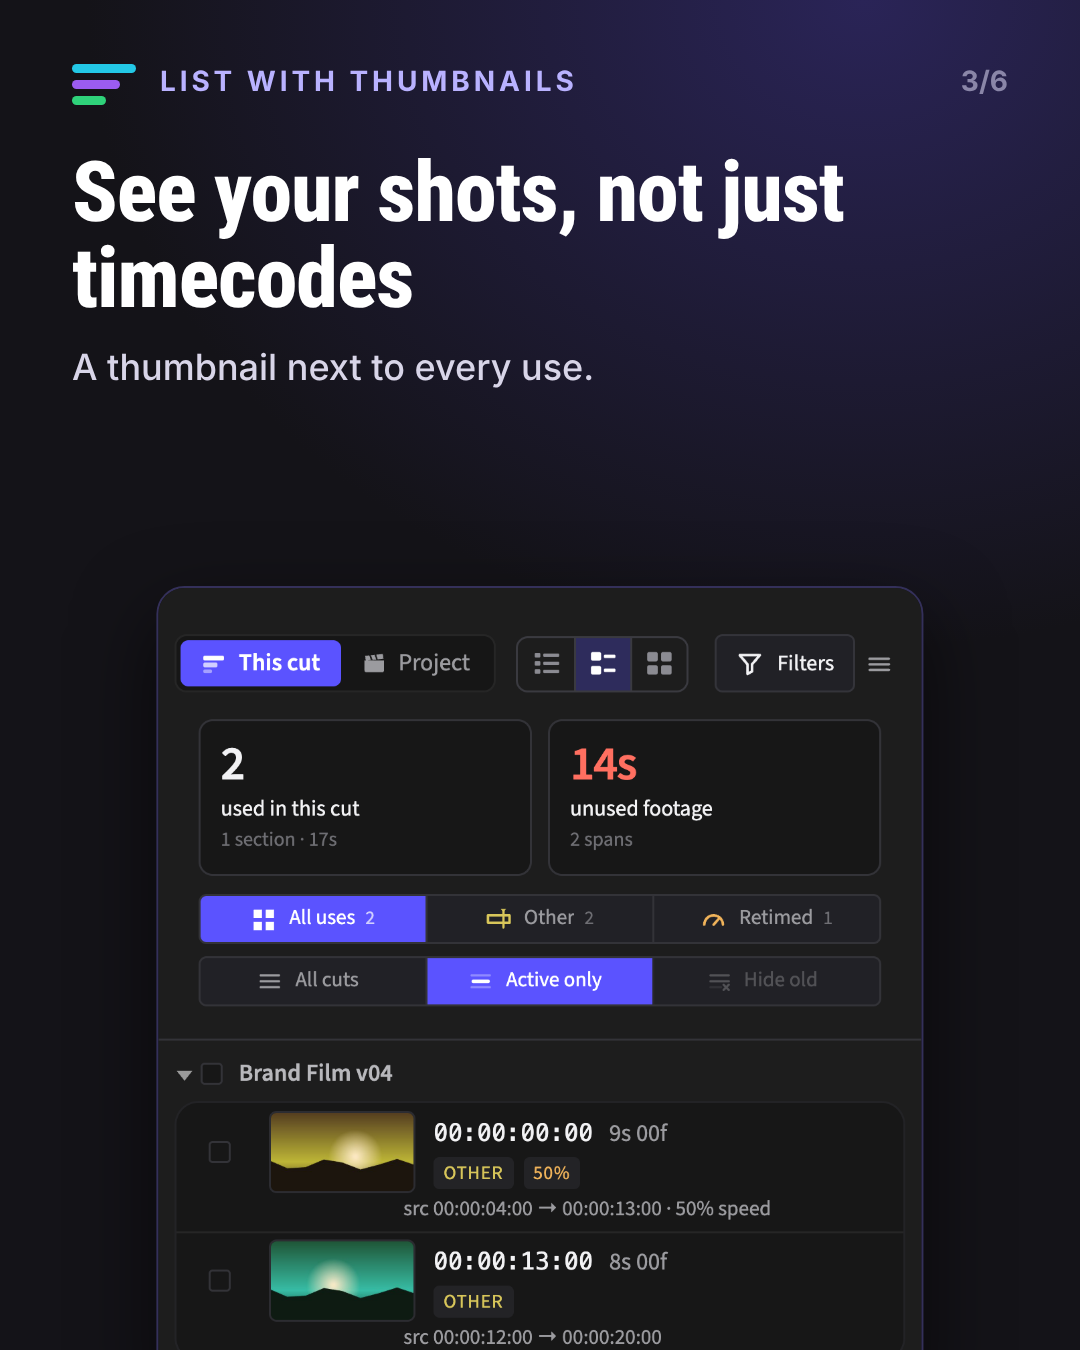 LIST WITH THUMBNAILS
3/6
See your shots, not just
timecodes
A thumbnail next to every use.
This cut
Project
Filters
2
used in this cut
1 section · 17s
14s
unused footage
2 spans
All uses 2
Other 2
Retimed 1
All cuts
Active only
Hide old
Brand Film v04
00:00:00:00 9s 00f
OTHER 50%
src 00:00:04:00 → 00:00:13:00 · 50% speed
00:00:13:00 8s 00f
OTHER
src 00:00:12:00 → 00:00:20:00